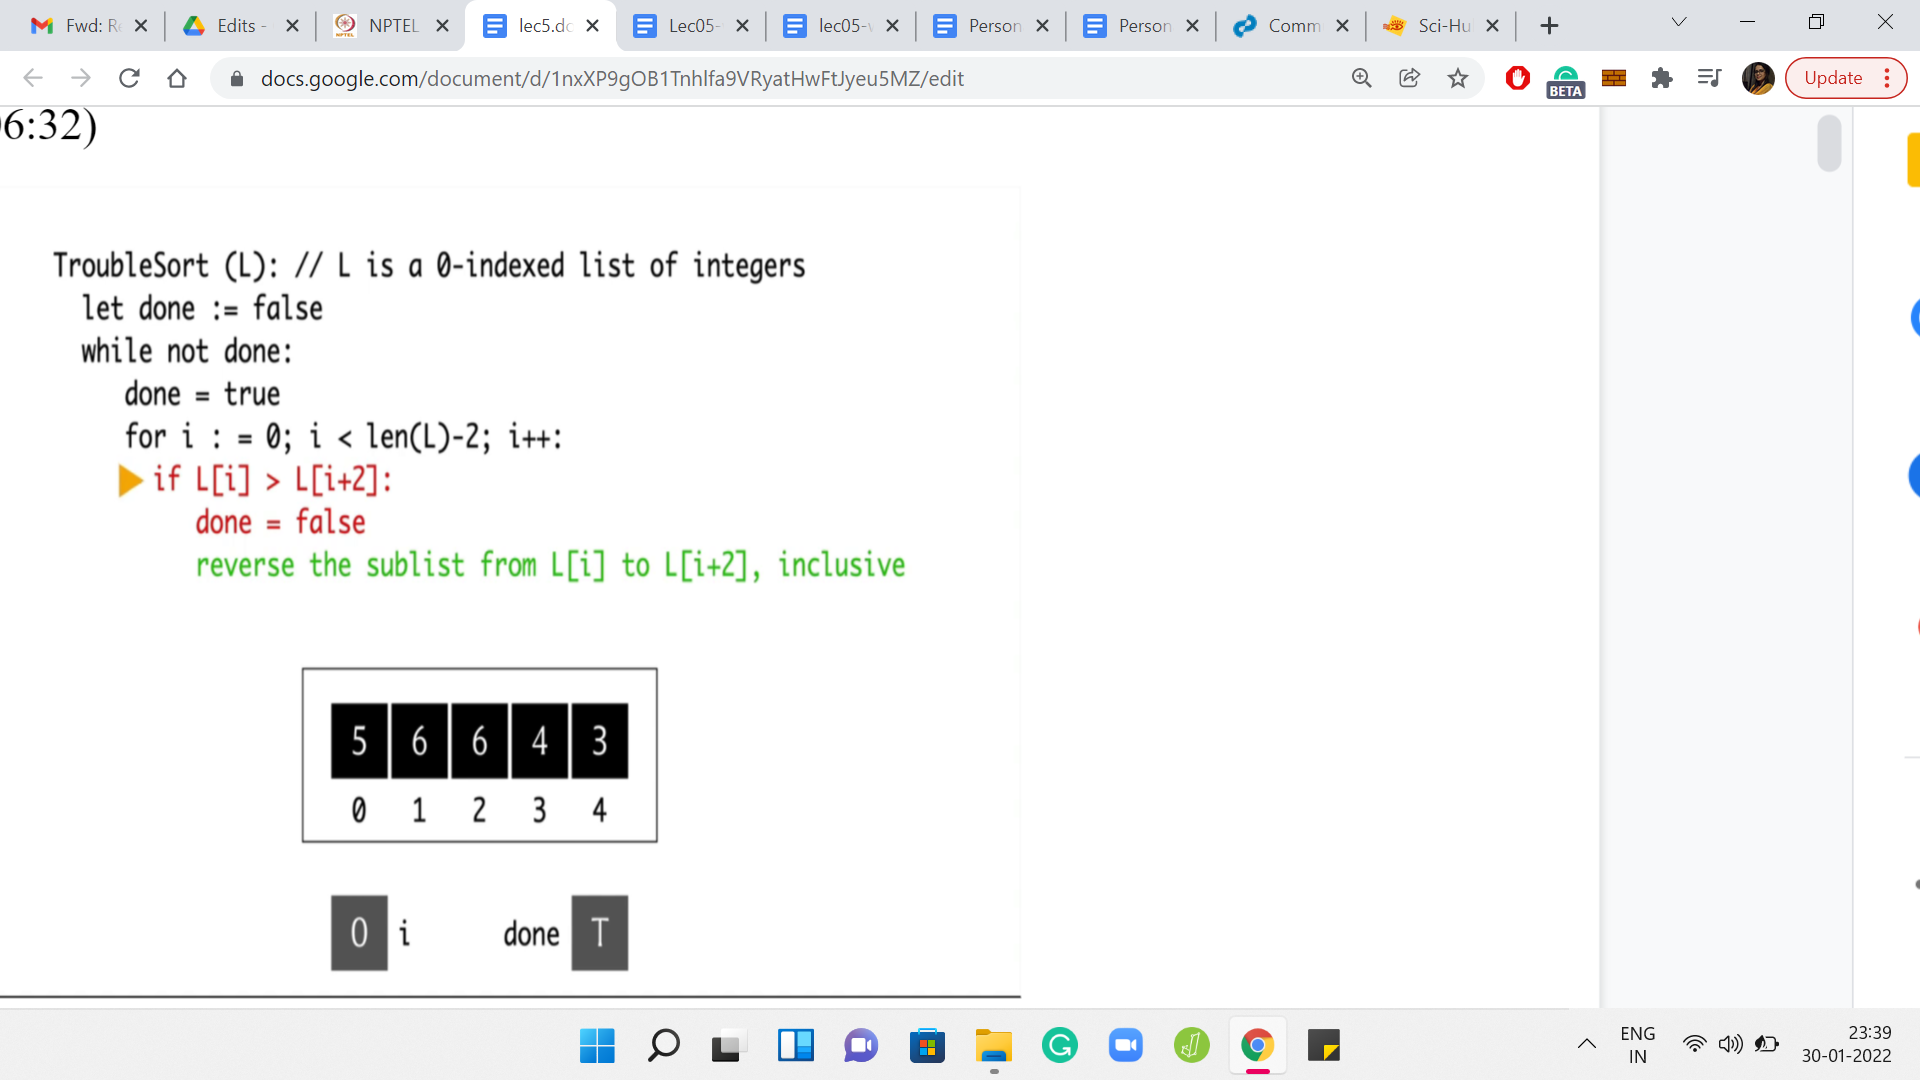 Fwd: Re
Edits -
NPTEL
lec5.do
Lec05-
lec05-v
Person
Person
Comm
Sci-Hu
docs.google.com/document/d/1nxXP9gOB1Tnhlfa9VRyatHwFtJyeu5MZ/edit
BETA
Update
6:32)
TroubleSort (L): // L is a 0-indexed list of integers
let done := false
while not done:
done = true
for i : = 0; i < len(L)-2; i++:
if L[i] > L[i+2]:
done = false
reverse the sublist from L[i] to L[i+2], inclusive
5 6 6 4 3
0 1 2 3 4
0 i done T
ENG
IN
23:39
30-01-2022